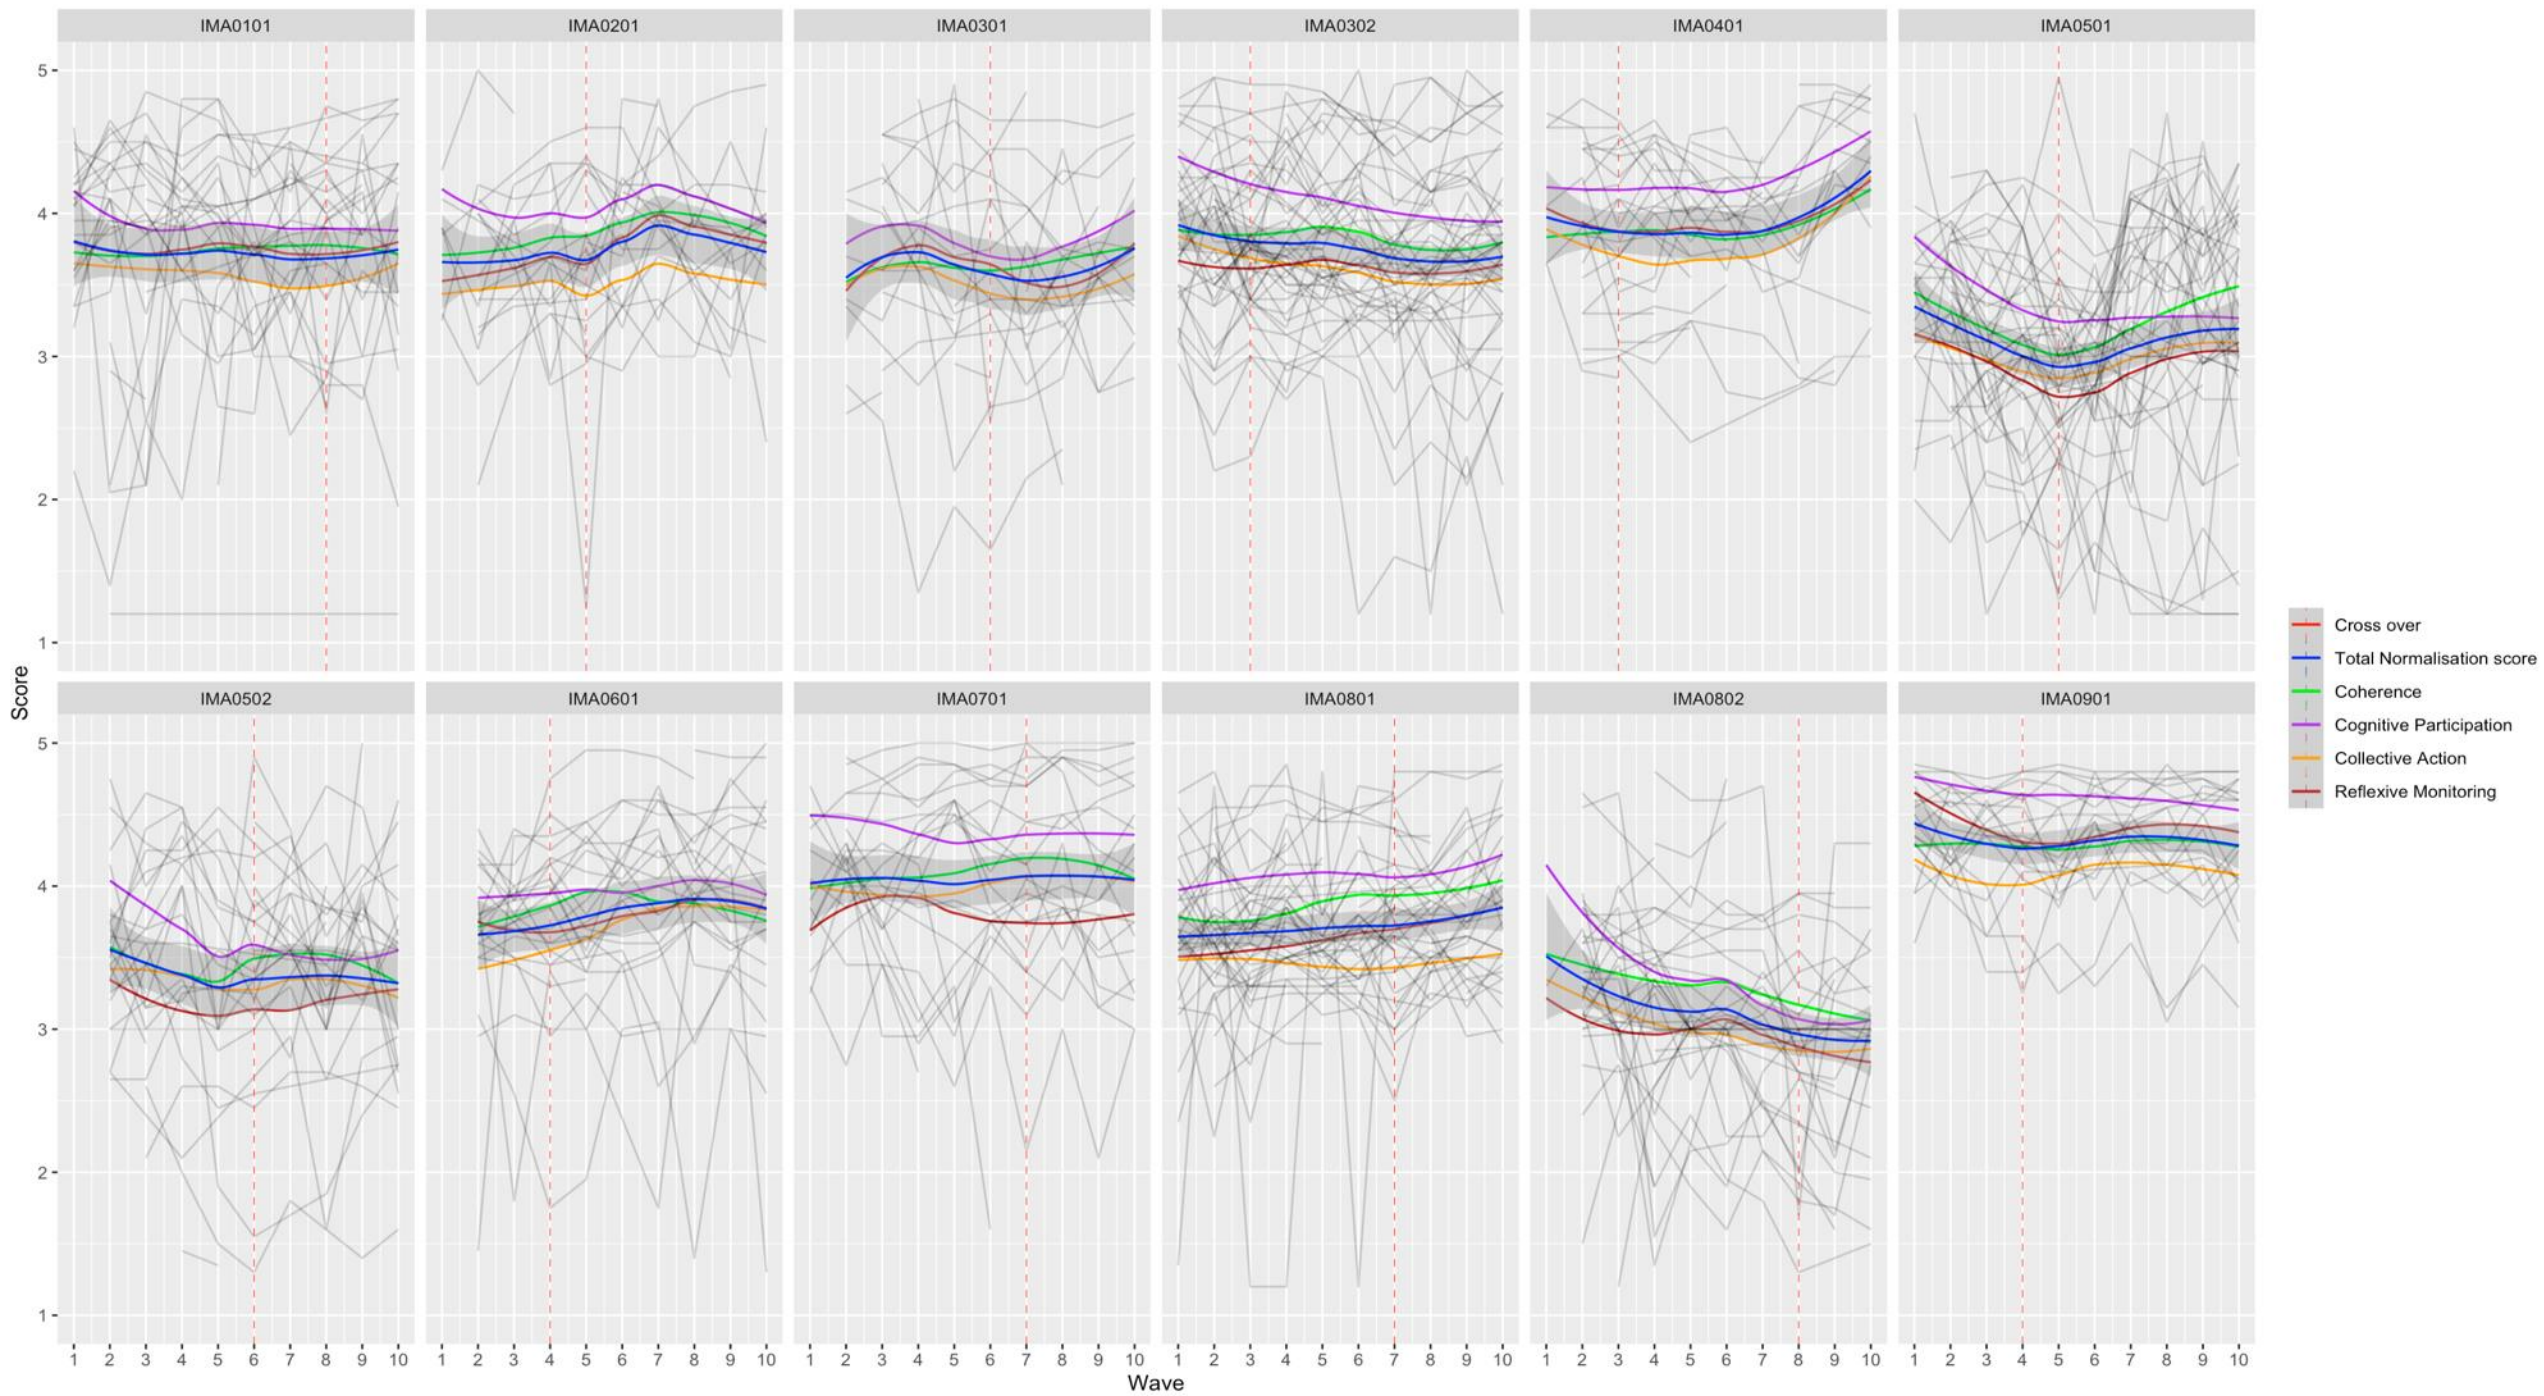 IMA0101 IMA0201 IMA0301 IMA0302 IMA0401 IMA0501
5
4
3
2
1
Score
IMA0502 IMA0601 IMA0701 IMA0801 IMA0802 IMA0901
5
4
3
2
1
1 2 3 4 5 6 7 8 9 10 1 2 3 4 5 6 7 8 9 10 1 2 3 4 5 6 7 8 9 10 1 2 3 4 5 6 7 8 9 10 1 2 3 4 5 6 7 8 9 10 1 2 3 4 5 6 7 8 9 10
Wave
Cross over
Total Normalisation score
Coherence
Cognitive Participation
Collective Action
Reflexive Monitoring